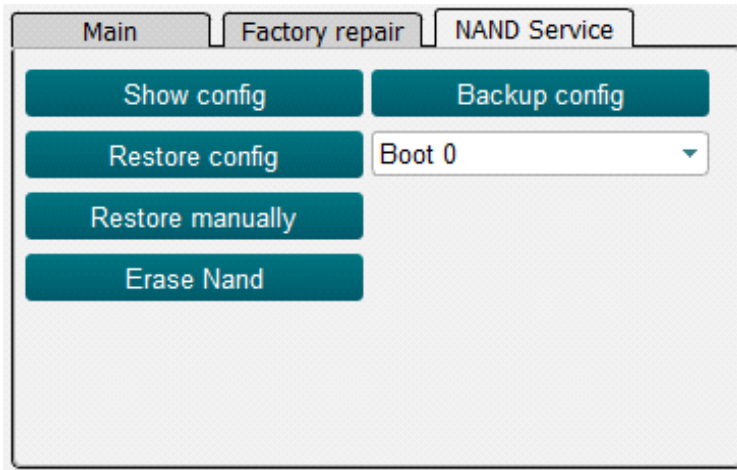 Main Factory repair NAND Service
Show config Backup config
Restore config Boot 0
Restore manually
Erase Nand